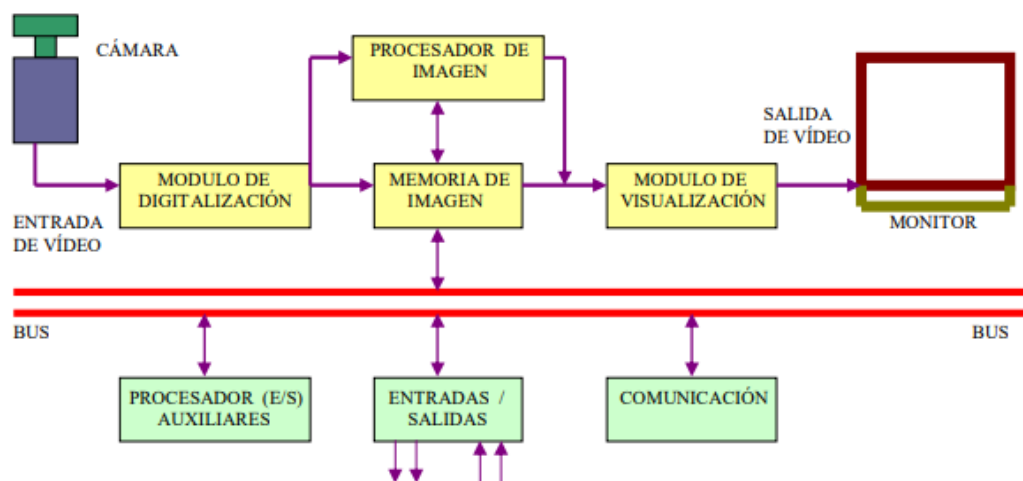 CÁMARA
PROCESADOR DE
IMAGEN
SALIDA
DE VÍDEO
MODULO DE
DIGITALIZACIÓN
MEMORIA DE
IMAGEN
MODULO DE
VISUALIZACIÓN
ENTRADA
DE VÍDEO
MONITOR
BUS
BUS
PROCESADOR (E/S)
AUXILIARES
ENTRADAS /
SALIDAS
COMUNICACIÓN